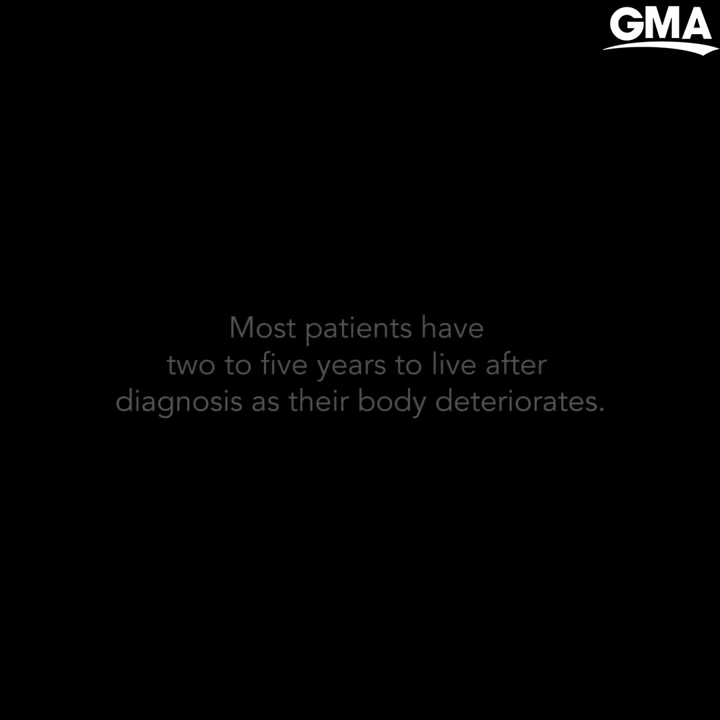 GMA
Most patients have
two to five years to live after
diagnosis as their body deteriorates.